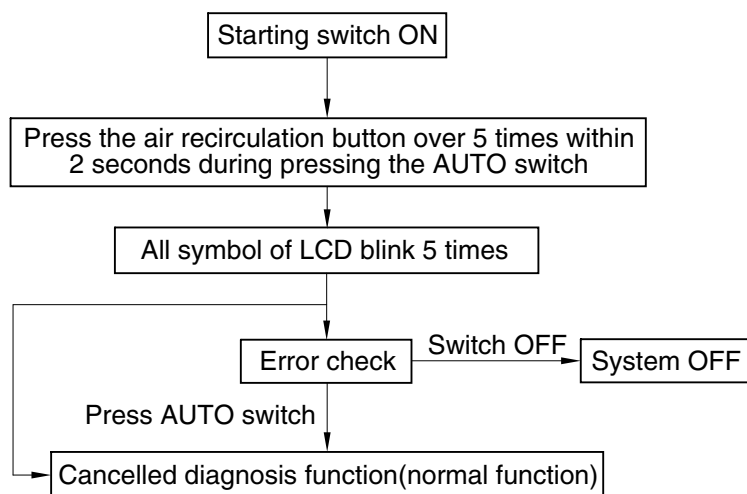 Starting switch ON
Press the air recirculation button over 5 times within
2 seconds during pressing the AUTO switch
All symbol of LCD blink 5 times
Error check
Switch OFF
System OFF
Press AUTO switch
Cancelled diagnosis function(normal function)